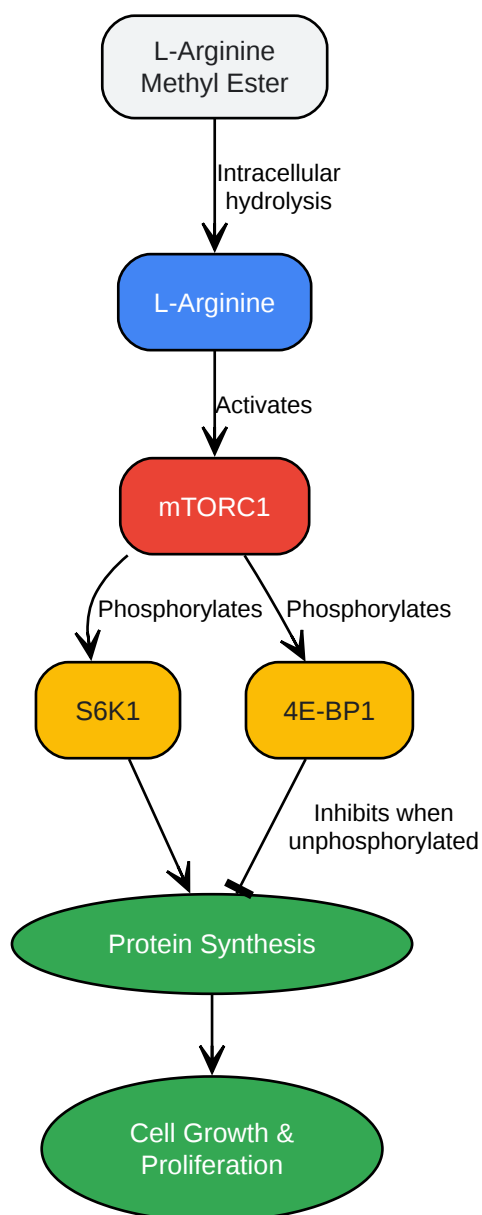 L-Arginine
Methyl Ester
Intracellular
hydrolysis
L-Arginine
Activates
mTORC1
Phosphorylates
Phosphorylates
S6K1
4E-BP1
Inhibits when
unphosphorylated
Protein Synthesis
Cell Growth &
Proliferation